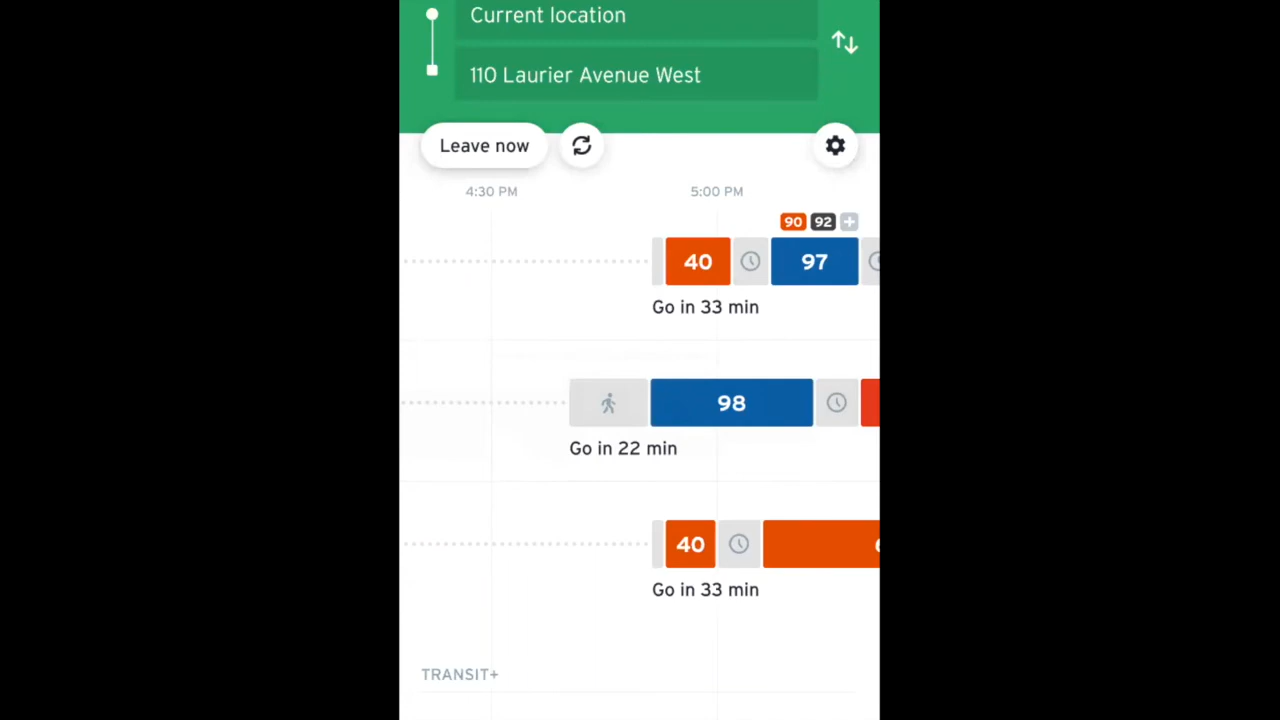 Current location
110 Laurier Avenue West
Leave now
4:30 PM 5:00 PM
90 92 +
40 97
Go in 33 min
98
Go in 22 min
40
Go in 33 min
TRANSIT+